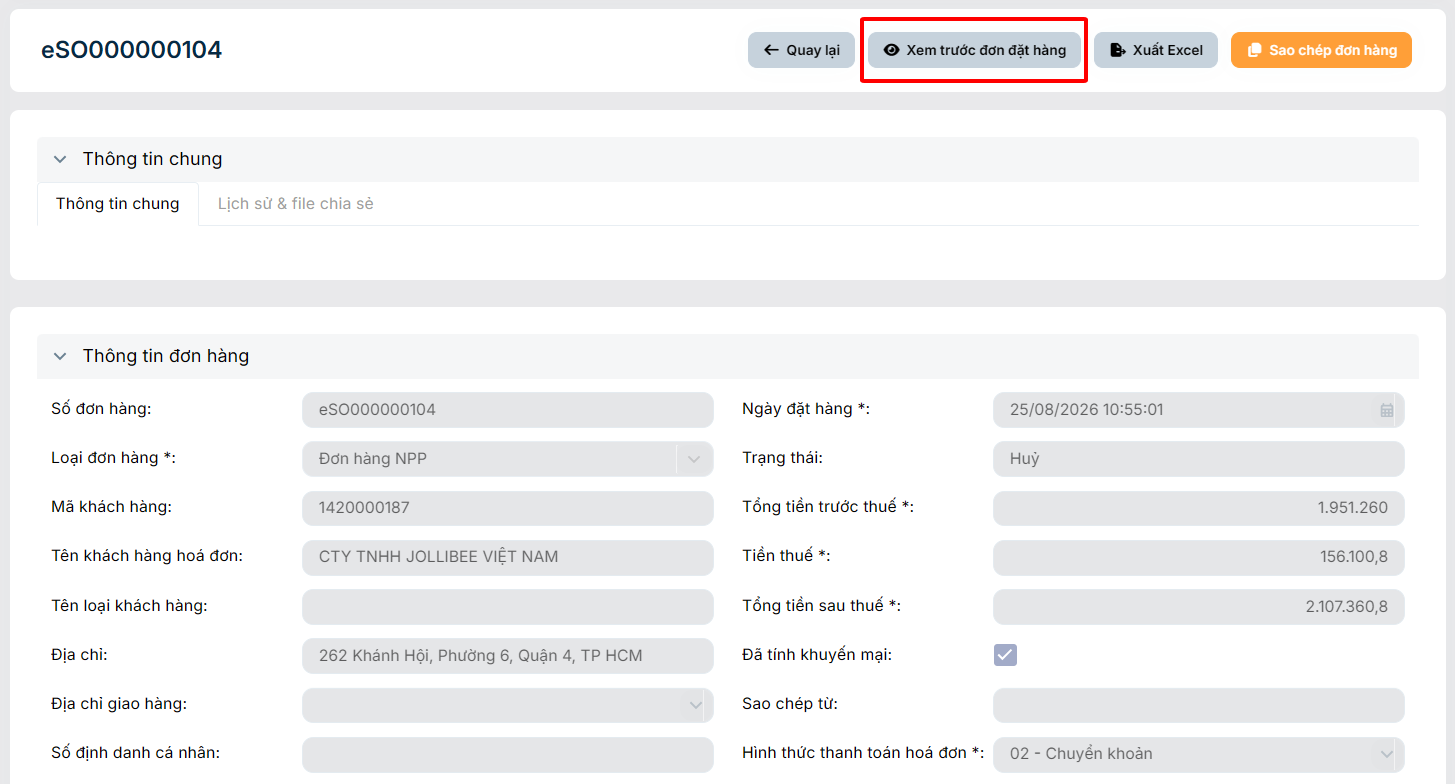 eSO000000104
Quay lại
Xem trước đơn đặt hàng
Xuất Excel
Sao chép đơn hàng
Thông tin chung
Thông tin chung
Lịch sử & file chia sẻ
Thông tin đơn hàng
Số đơn hàng: eSO000000104
Ngày đặt hàng *: 25/08/2026 10:55:01
Loại đơn hàng *: Đơn hàng NPP
Trạng thái: Huỷ
Mã khách hàng: 1420000187
Tổng tiền trước thuế *: 1.951.260
Tên khách hàng hoá đơn: CTY TNHH JOLLIBEE VIỆT NAM
Tiền thuế *: 156.100,8
Tên loại khách hàng:
Tổng tiền sau thuế *: 2.107.360,8
Địa chỉ: 262 Khánh Hội, Phường 6, Quận 4, TP HCM
Đã tính khuyến mại:
Địa chỉ giao hàng:
Sao chép từ:
Số định danh cá nhân:
Hình thức thanh toán hoá đơn *: 02 - Chuyển khoản